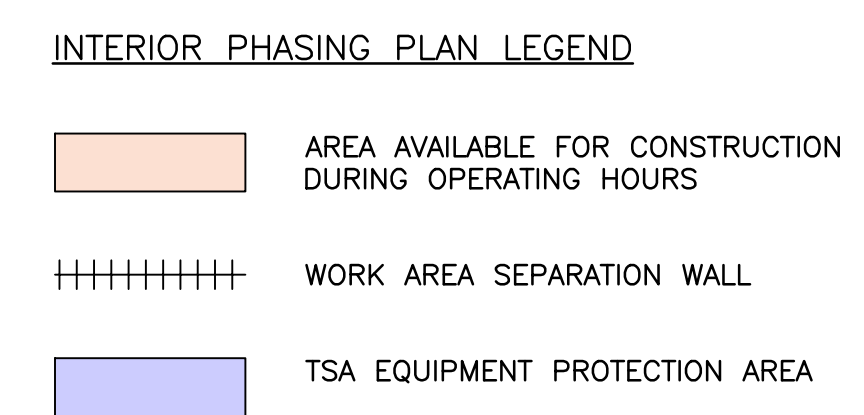 INTERIOR PHASING PLAN LEGEND
AREA AVAILABLE FOR CONSTRUCTION
DURING OPERATING HOURS
WORK AREA SEPARATION WALL
TSA EQUIPMENT PROTECTION AREA